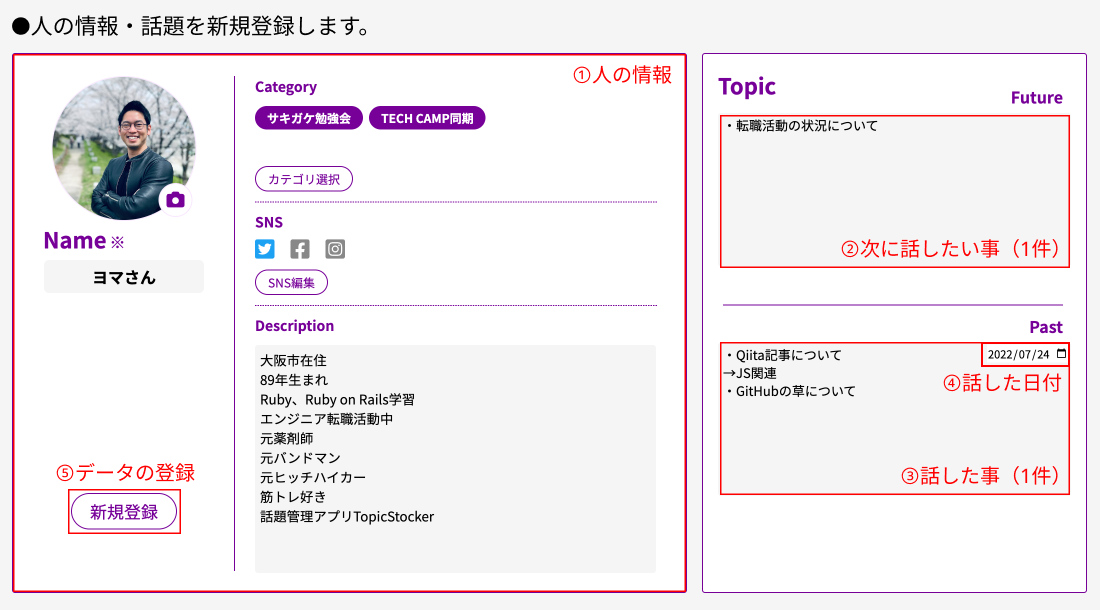 ●人の情報・話題を新規登録します。
①人の情報
Name ※
ヨマさん
⑤データの登録
新規登録
Category
サキガケ勉強会 TECH CAMP同期
カテゴリ選択
SNS
SNS編集
Description
大阪市在住
89年生まれ
Ruby、Ruby on Rails学習
エンジニア転職活動中
元薬剤師
元バンドマン
元ヒッチハイカー
筋トレ好き
話題管理アプリTopicStocker
Topic
Future
・転職活動の状況について
②次に話したい事（1件）
Past
・Qiita記事について
2022/07/24
→JS関連
④話した日付
・GitHubの草について
③話した事（1件）